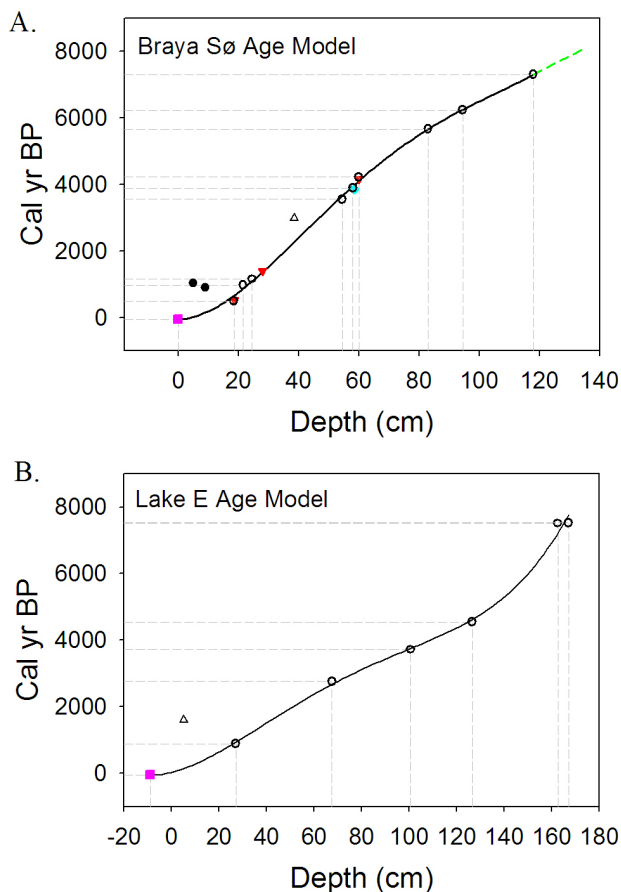 A.
Braya Sø Age Model
8000
6000
4000
2000
0
Cal yr BP
0 20 40 60 80 100 120 140
Depth (cm)
B.
Lake E Age Model
8000
6000
4000
2000
0
Cal yr BP
-20 0 20 40 60 80 100 120 140 160 180
Depth (cm)